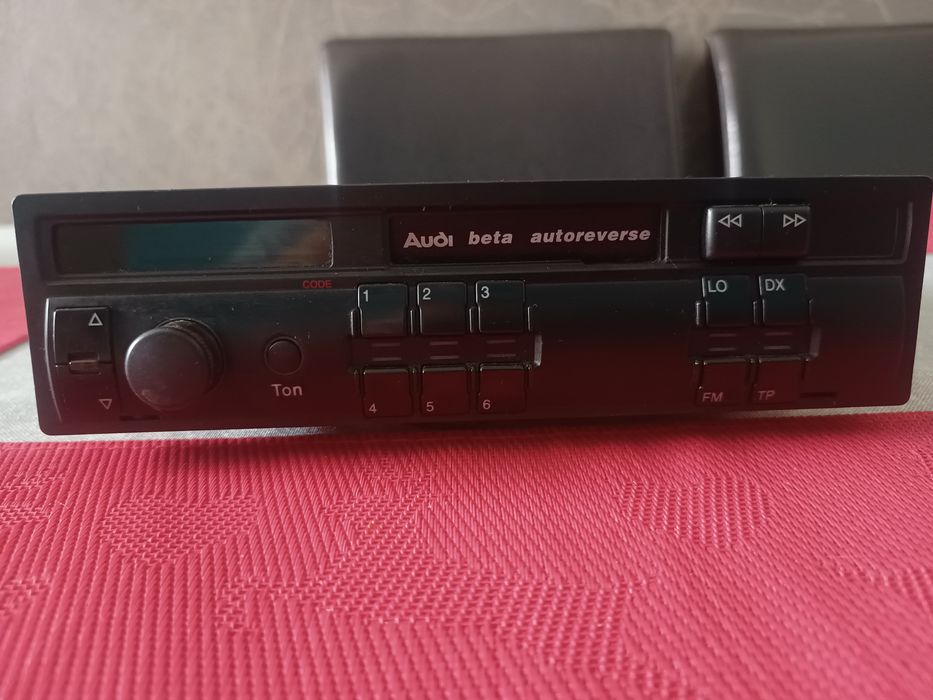 Audi beta autoreverse
CODE
1 2 3
LO DX
Ton
4 5 6
FM TP